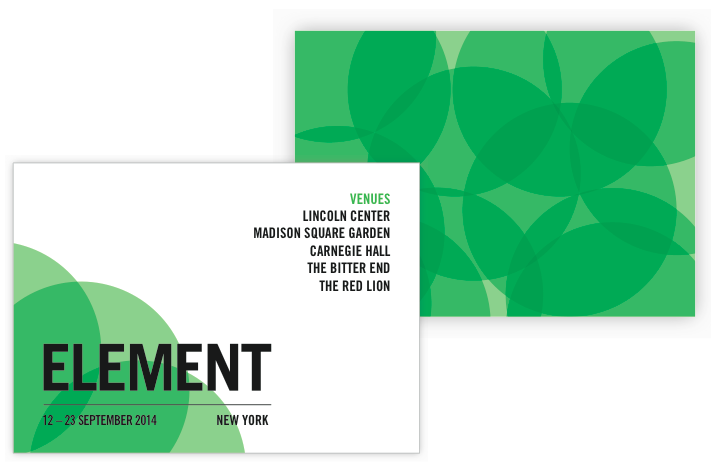 VENUES
LINCOLN CENTER
MADISON SQUARE GARDEN
CARNEGIE HALL
THE BITTER END
THE RED LION
ELEMENT
12 – 23 SEPTEMBER 2014 NEW YORK